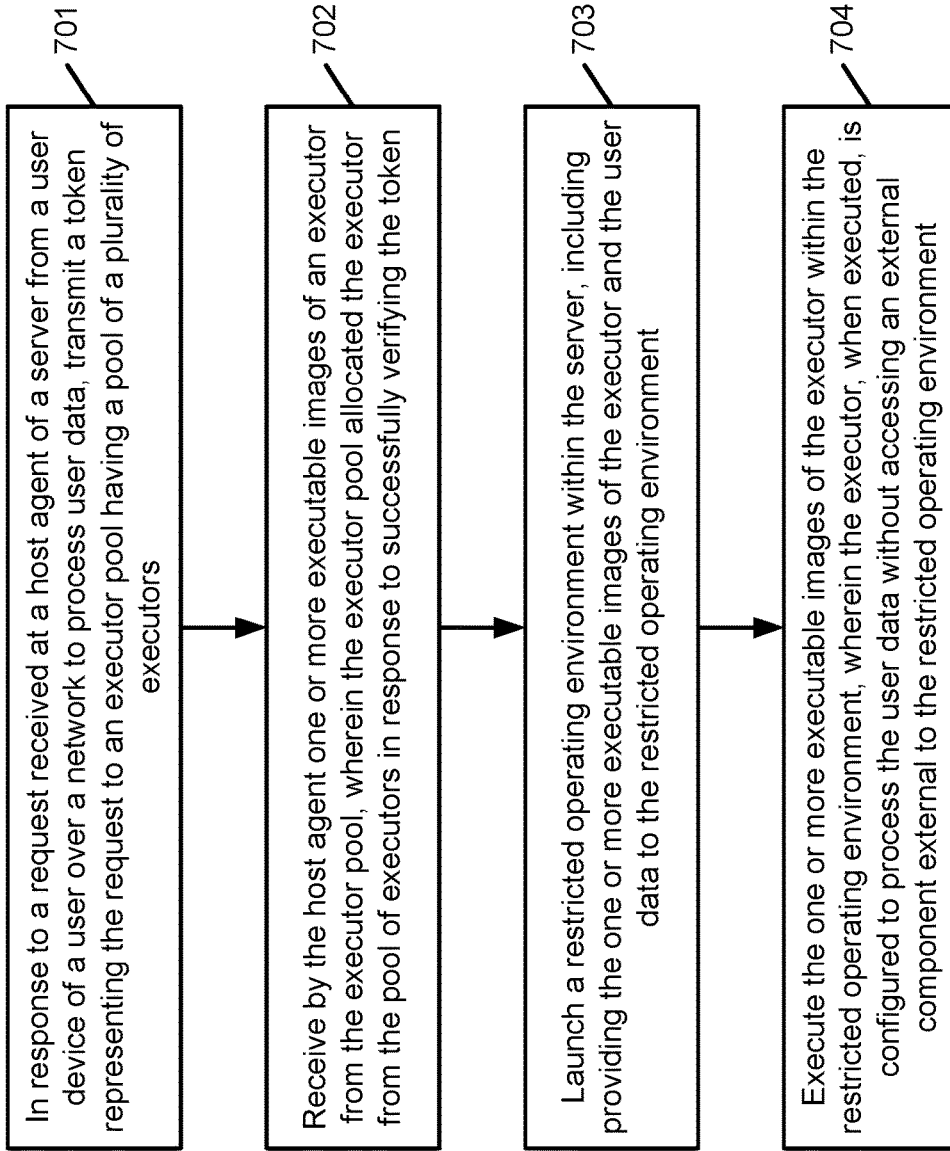 In response to a request received at a host agent of a server from a user
device of a user over a network to process user data, transmit a token
representing the request to an executor pool having a pool of a plurality of
executors
701
Receive by the host agent one or more executable images of an executor
from the executor pool, wherein the executor pool allocated the executor
from the pool of executors in response to successfully verifying the token
702
Launch a restricted operating environment within the server, including
providing the one or more executable images of the executor and the user
data to the restricted operating environment
703
Execute the one or more executable images of the executor within the
restricted operating environment, wherein the executor, when executed, is
configured to process the user data without accessing an external
component external to the restricted operating environment
704